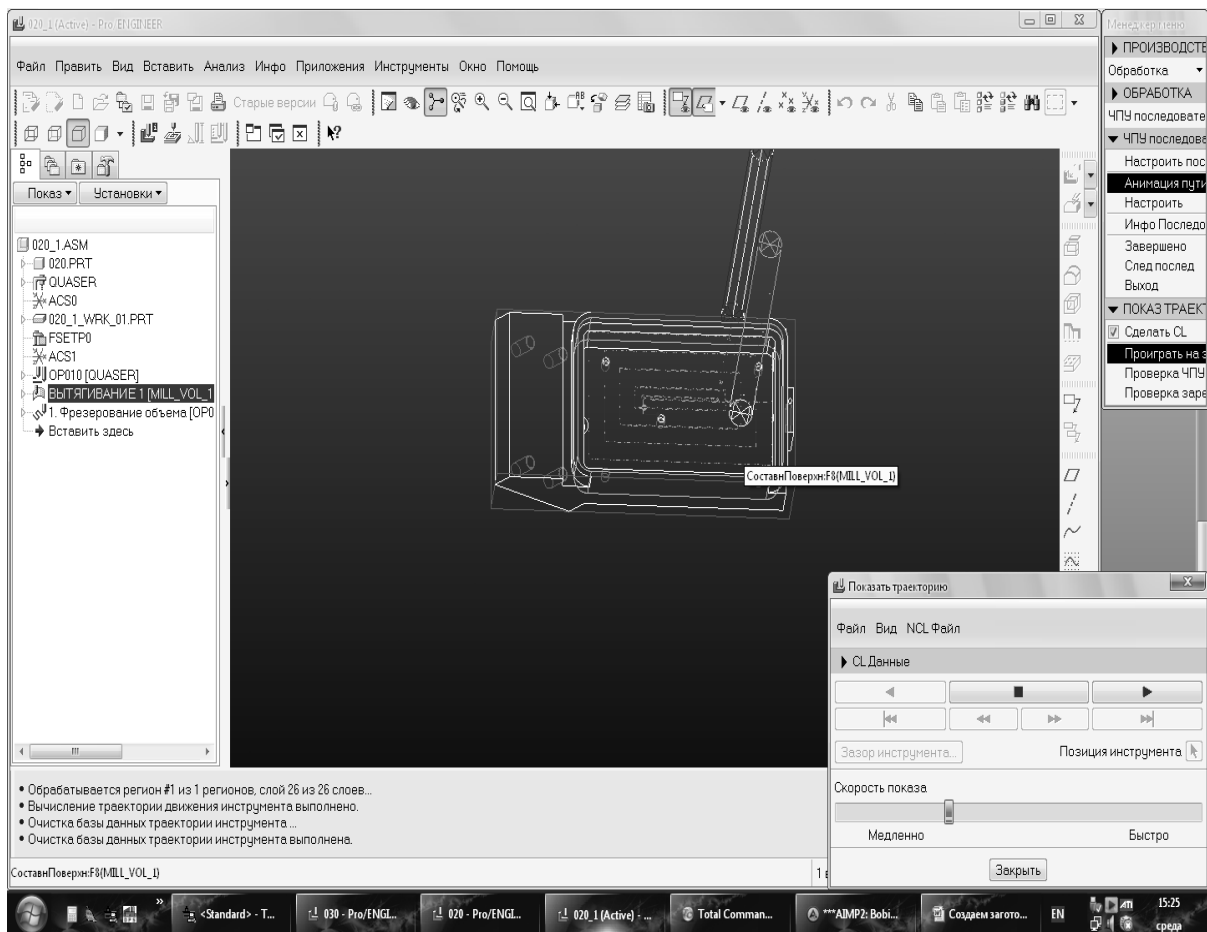 020_1 (Active) - Pro/ENGINEER
Файл Править Вид Вставить Анализ Инфо Приложения Инструменты Окно Помощь
Старые версии
Показ
Установки
020_1.ASM
020.PRT
QUASER
ACS0
020_1_WRK_01.PRT
FSETP0
ACS1
OP010 [QUASER]
ВЫТЯГИВАНИЕ 1 [MILL_VOL_1
1. Фрезерование объема [OP0
Вставить здесь
СоставнПоверхн:F8(MILL_VOL_1)
Менеджер меню
ПРОИЗВОДСТЕ
Обработка
ОБРАБОТКА
ЧПУ последовате
ЧПУ последова
Настроить пос
Анимация пути
Настроить
Инфо Последо
Завершено
След послед
Выход
ПОКАЗ ТРАЕК
Сделать CL
Проиграть на э
Проверка ЧПУ
Проверка заре
Показать траекторию
Файл Вид NCL Файл
CL Данные
Зазор инструмента...
Позиция инструмента
Скорость показа
Медленно
Быстро
Закрыть
• Обрабатывается регион #1 из 1 регионов, слой 26 из 26 слоев...
• Вычисление траектории движения инструмента выполнено.
• Очистка базы данных траектории инструмента ...
• Очистка базы данных траектории инструмента выполнена.
СоставнПоверхн:F8(MILL_VOL_1)
1 в
<Standard> - T...
030 - Pro/ENGI...
020 - Pro/ENGI...
020_1 (Active) - ...
Total Comman...
***AIMP2: Bobi...
Создаем загото...
EN
15:25
среда